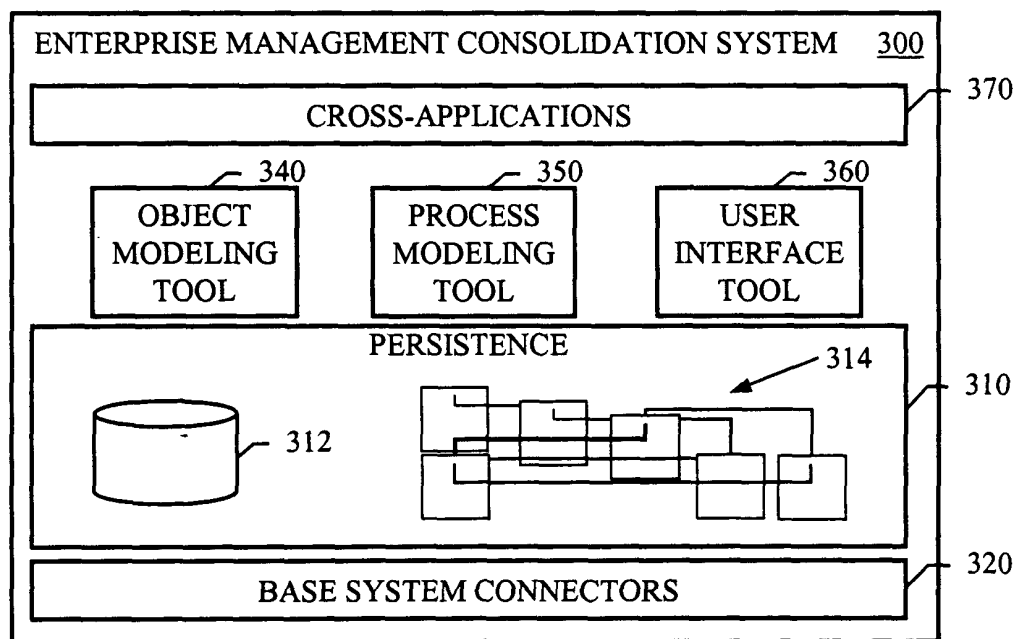 ENTERPRISE MANAGEMENT CONSOLIDATION SYSTEM 300
370
CROSS-APPLICATIONS
340
350
360
OBJECT
MODELING
TOOL
PROCESS
MODELING
TOOL
USER
INTERFACE
TOOL
PERSISTENCE
314
310
312
320
BASE SYSTEM CONNECTORS